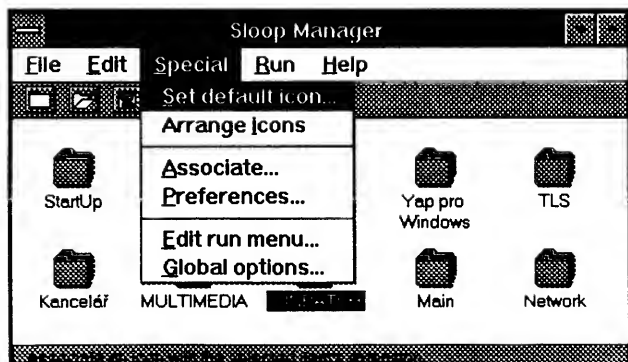 Sloop Manager
File Edit Special Run Help
Set default icon...
Arrange Icons
Associate...
Preferences...
Edit run menu...
Global options...
StartUp
Yap pro
Windows
TLS
Kancelář
MULTIMEDIA
Main
Network